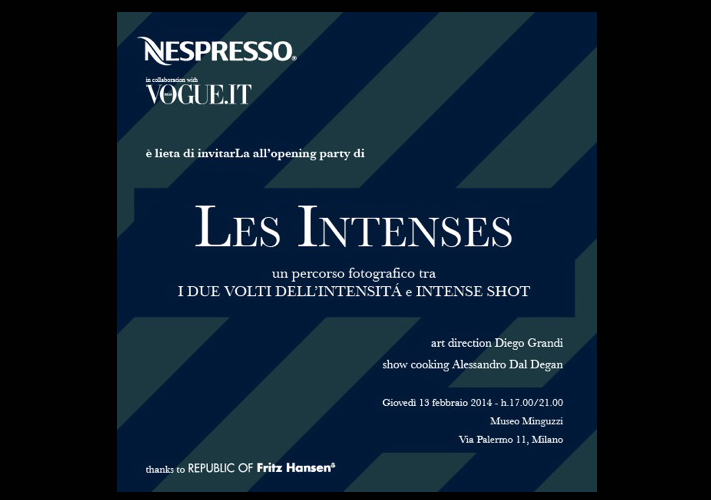 NESPRESSO®
in collaboration with
VOGUE.IT
è lieta di invitarLa all'opening party di
LES INTENSES
un percorso fotografico tra
I DUE VOLTI DELL'INTENSITÁ e INTENSE SHOT
art direction Diego Grandi
show cooking Alessandro Dal Degan
Giovedì 13 febbraio 2014 - h.17.00/21.00
Museo Minguzzi
Via Palermo 11, Milano
thanks to REPUBLIC OF Fritz Hansen®